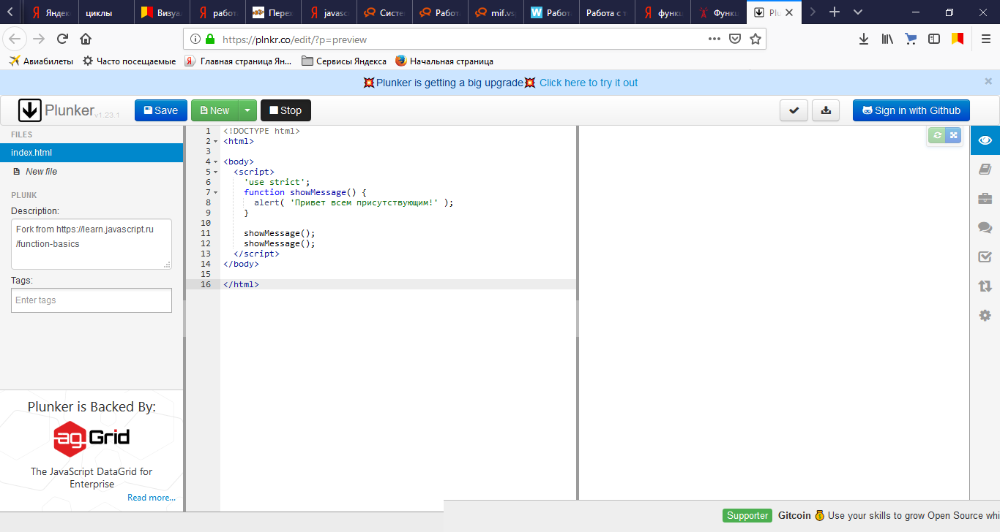 Яндек
циклы
Визуа
работ
Перех
javasc
Систе
Работ
mif.vs
Работ
Работа с т
функц
Функц
Plu
https://plnkr.co/edit/?p=preview
Авиабилеты
Часто посещаемые
Главная страница Ян...
Сервисы Яндекса
Начальная страница
Plunker is getting a big upgrade Click here to try it out
Plunker v1.23.1
Save
New
Stop
Sign in with Github
FILES
index.html
New file
PLUNK
Description:
Fork from https://learn.javascript.ru
/function-basics
Tags:
Enter tags
Plunker is Backed By:
ag Grid
The JavaScript DataGrid for
Enterprise
Read more...
1 <!DOCTYPE html>
2 <html>
3
4 <body>
5 <script>
6 'use strict';
7 function showMessage() {
8 alert( 'Привет всем присутствующим!' );
9 }
10
11 showMessage();
12 showMessage();
13 </script>
14 </body>
15
16 </html>
Supporter Gitcoin Use your skills to grow Open Source whi